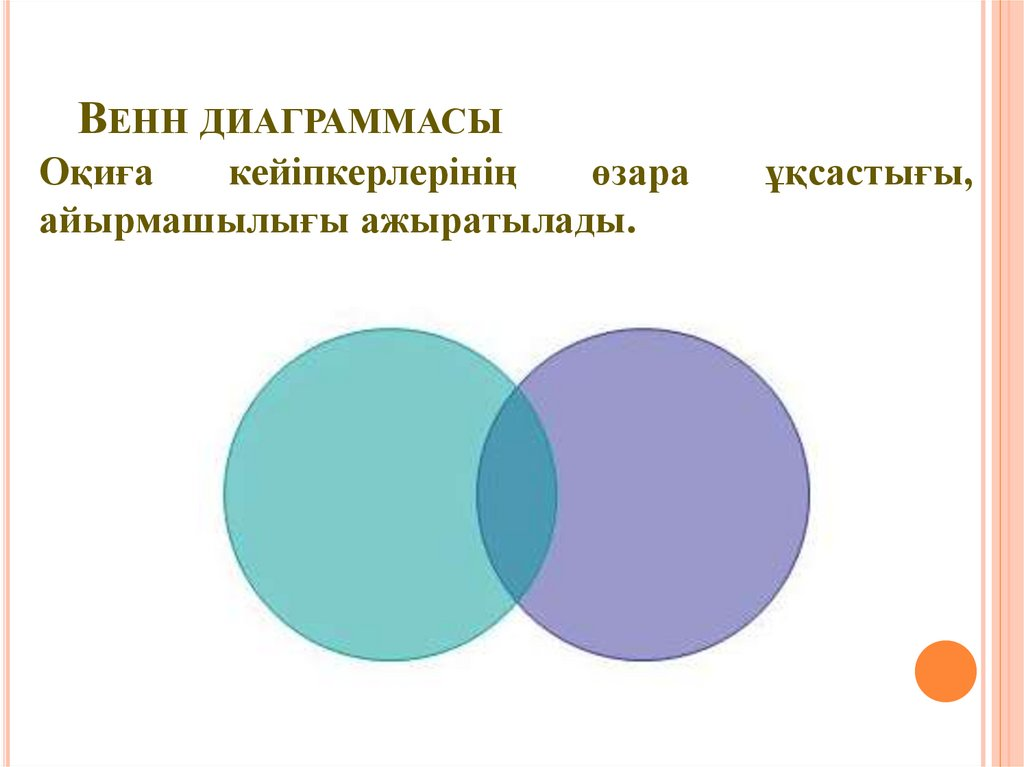 Венн диаграммасы
Оқиға кейіпкерлерінің өзара ұқсастығы,
айырмашылығы ажыратылады.